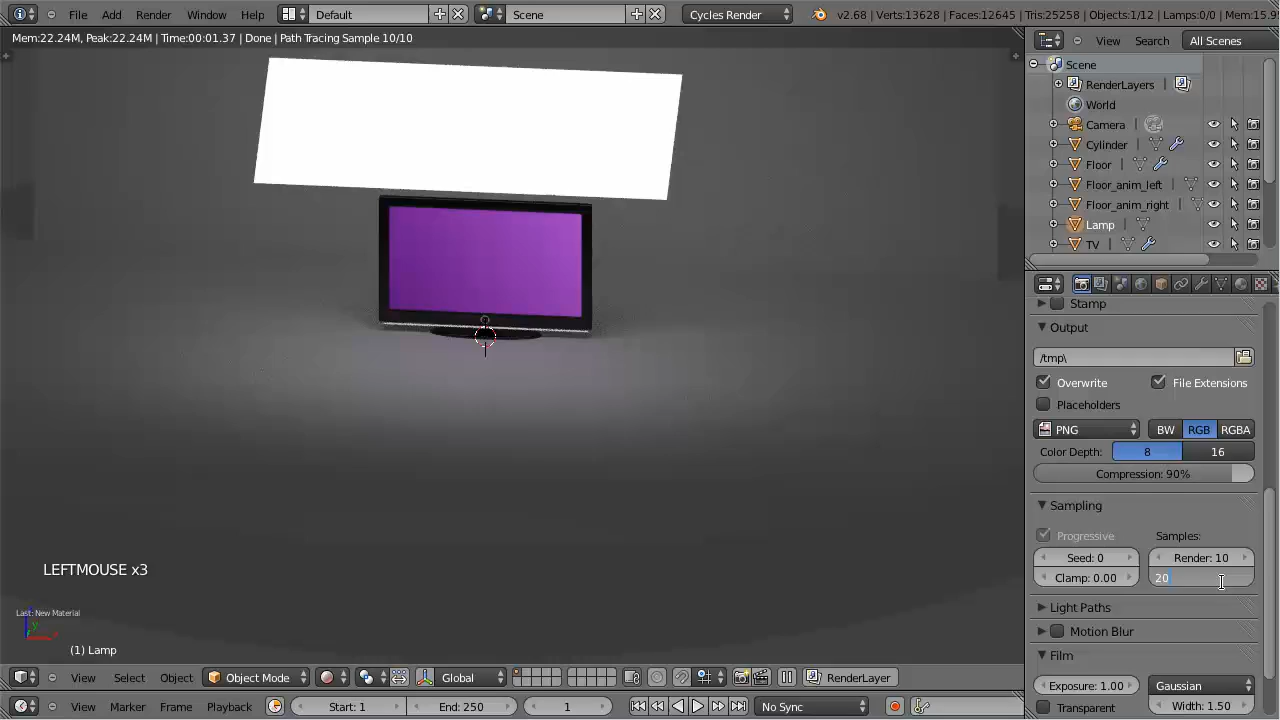 File Add Render Window Help Default Scene Cycles Render v2.68 | Verts:13628 | Faces:12645 | Tris:25258 | Objects:1/12 | Lamps:0/0 | Mem:15.9
Mem:22.24M, Peak:22.24M | Time:00:01.37 | Done | Path Tracing Sample 10/10
View Search All Scenes
Scene
RenderLayers
World
Camera
Cylinder
Floor
Floor_anim_left
Floor_anim_right
Lamp
TV
Stamp
Output
/tmp\
Overwrite File Extensions
Placeholders
PNG BW RGB RGBA
Color Depth: 8 16
Compression: 90%
Sampling
Progressive Samples:
Seed: 0 Render: 10
Clamp: 0.00 20
Light Paths
Motion Blur
Film
Exposure: 1.00 Gaussian
Transparent Width: 1.50
LEFTMOUSE x3
Last: New Material
y
x
(1) Lamp
View Select Object Object Mode Global RenderLayer
View Marker Frame Playback Start: 1 End: 250 1 No Sync